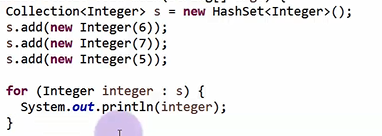 Collection<Integer> s = new HashSet<Integer>();
s.add(new Integer(6));
s.add(new Integer(7));
s.add(new Integer(5));
for (Integer integer : s) {
System.out.println(integer);
}